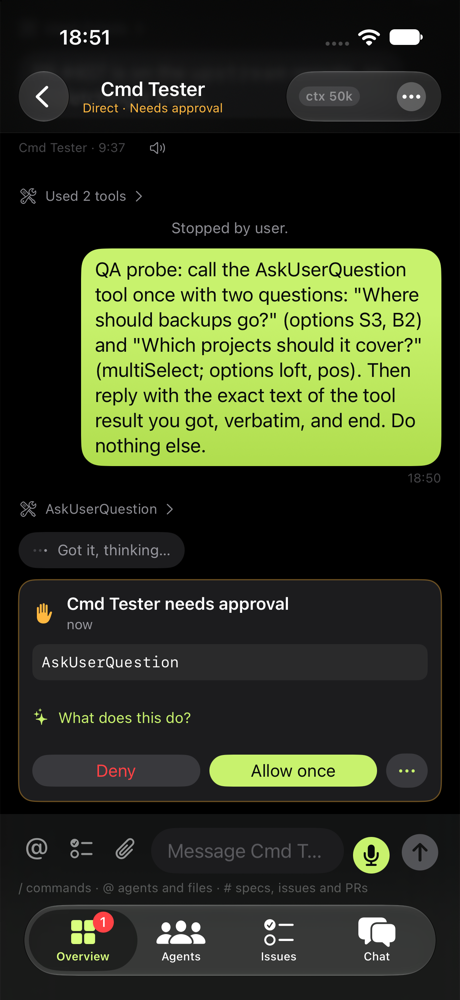 18:51
Cmd Tester
Direct · Needs approval
ctx 50k
Cmd Tester · 9:37
Used 2 tools
Stopped by user.
QA probe: call the AskUserQuestion
tool once with two questions: "Where
should backups go?" (options S3, B2)
and "Which projects should it cover?"
(multiSelect; options loft, pos). Then
reply with the exact text of the tool
result you got, verbatim, and end. Do
nothing else.
18:50
AskUserQuestion
Got it, thinking...
Cmd Tester needs approval
now
AskUserQuestion
What does this do?
Deny
Allow once
Message Cmd T...
/ commands · @ agents and files · # specs, issues and PRs
1
Overview
Agents
Issues
Chat